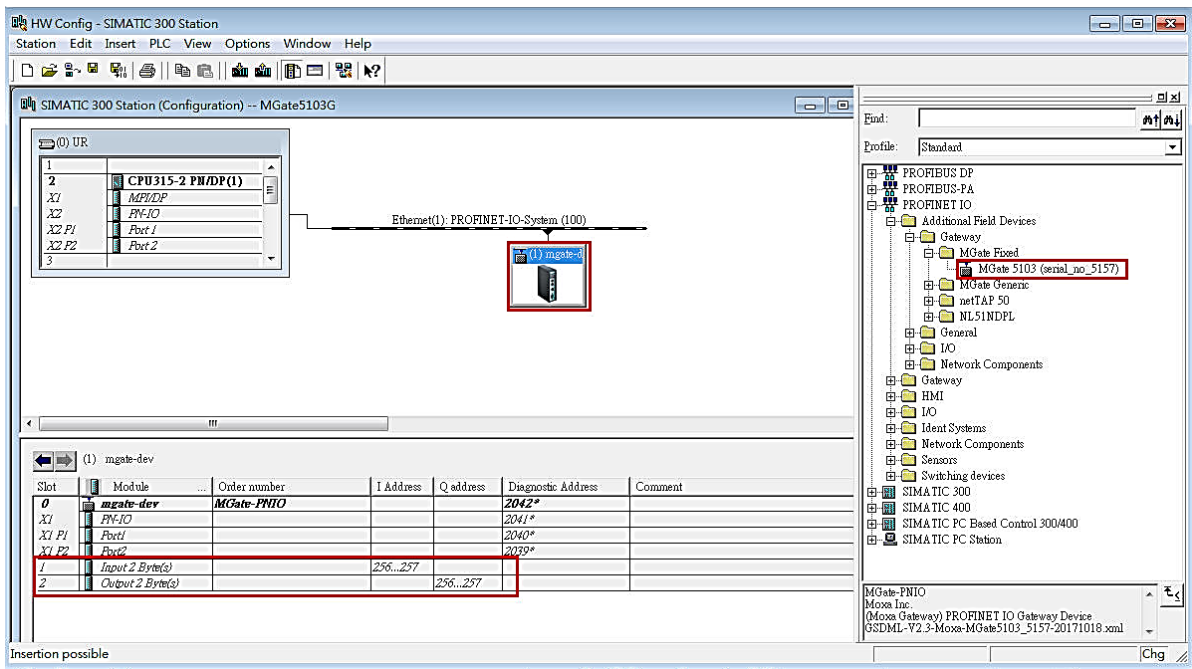 HW Config - SIMATIC 300 Station
Station Edit Insert PLC View Options Window Help
SIMATIC 300 Station (Configuration) -- MGate5103G
(0) UR
1
2 CPU315-2 PN/DP(1)
X1 MPI/DP
X2 PN-IO
X2 P1 Port 1
X2 P2 Port 2
3
Ethernet(1): PROFINET-IO-System (100)
(1) mgate-d
(1) mgate-dev
Slot Module ... Order number I Address Q address Diagnostic Address Comment
0 mgate-dev MGate-PNIO 2042*
X1 PN-IO 2041*
X1 P1 Port1 2040*
X1 P2 Port2 2039*
1 Input 2 Byte(s) 256...257
2 Output 2 Byte(s) 256...257
Find:
Profile: Standard
PROFIBUS DP
PROFIBUS-PA
PROFINET IO
Additional Field Devices
Gateway
MGate Fixed
MGate 5103 (serial_no_5157)
MGate Generic
netTAP 50
NL51NDPL
General
I/O
Network Components
Gateway
HMI
I/O
Ident Systems
Network Components
Sensors
Switching devices
SIMATIC 300
SIMATIC 400
SIMATIC PC Based Control 300/400
SIMATIC PC Station
MGate-PNIO
Moxa Inc.
(Moxa Gateway) PROFINET IO Gateway Device
GSDML-V2.3-Moxa-MGate5103_5157-20171018.xml
Insertion possible
Chg